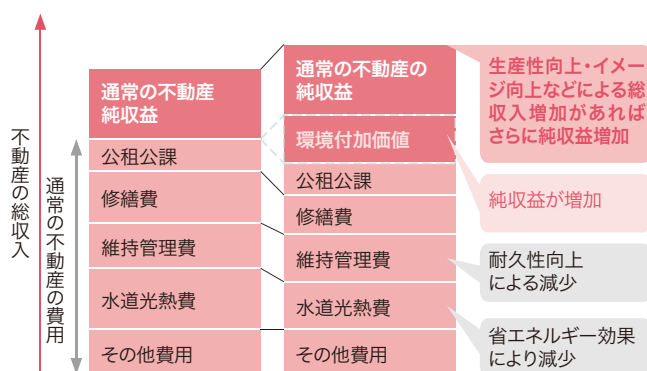 不動産の総収入
通常の不動産の費用
通常の不動産
純収益
公租公課
修繕費
維持管理費
水道光熱費
その他費用
通常の不動産の
純収益
環境付加価値
公租公課
修繕費
維持管理費
水道光熱費
その他費用
生産性向上・イメー
ジ向上などによる総
収入増加があれば
さらに純収益増加
純収益が増加
耐久性向上
による減少
省エネルギー効果
により減少